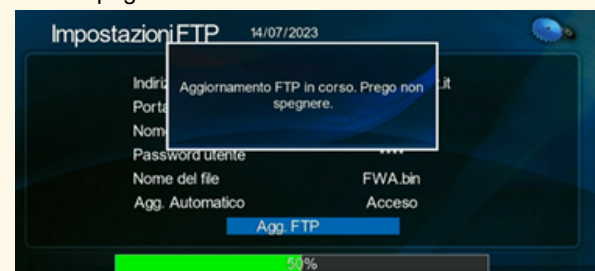 Impostazioni FTP 14/07/2023
Aggiornamento FTP in corso. Prego non
spegnere.
.it
Password utente ****
Nome del file FWA.bin
Agg. Automatico Acceso
Agg. FTP
50%